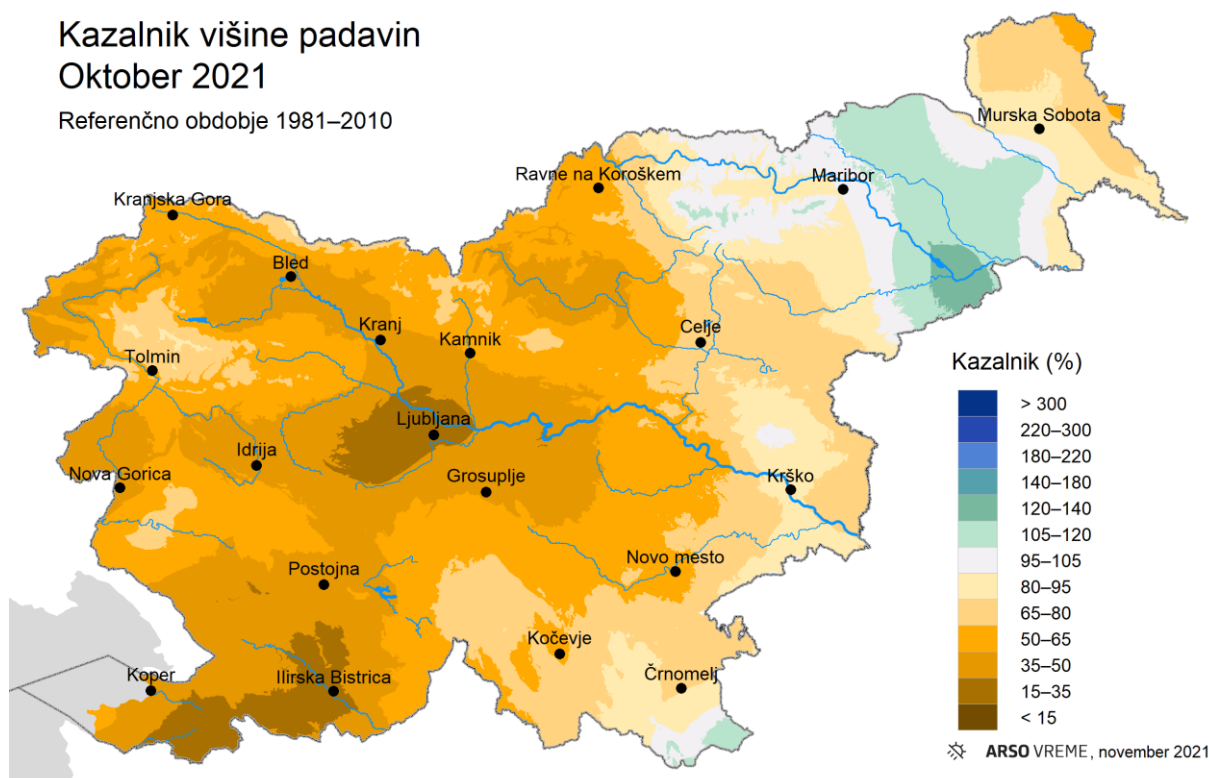 Kazalnik višine padavin
Oktober 2021
Referenčno obdobje 1981–2010
Murska Sobota
Ravne na Koroškem
Maribor
Kranjska Gora
Bled
Kranj
Kamnik
Celje
Tolmin
Ljubljana
Idrija
Nova Gorica
Grosuplje
Krško
Novo mesto
Postojna
Kočevje
Koper
Ilirska Bistrica
Črnomelj
Kazalnik (%)
> 300
220–300
180–220
140–180
120–140
105–120
95–105
80–95
65–80
50–65
35–50
15–35
< 15
ARSO VREME, november 2021